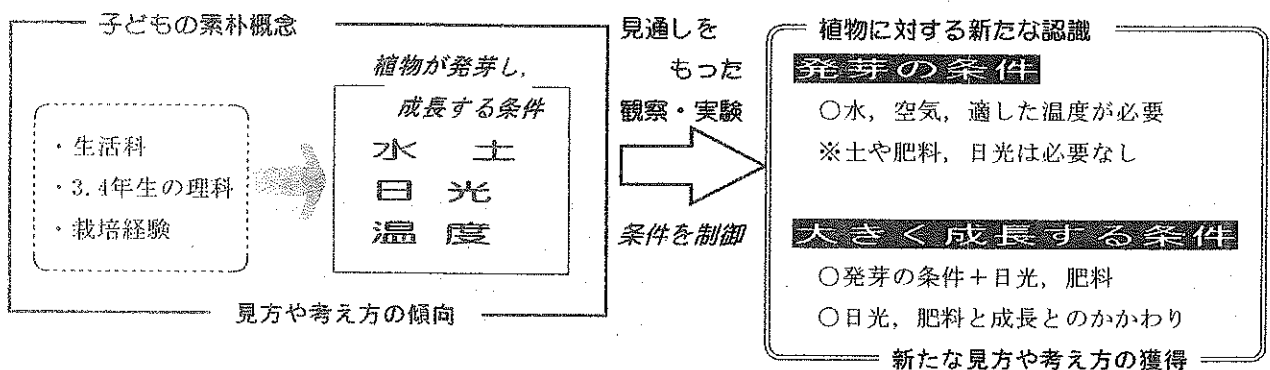 子どもの素朴概念
・生活科
・3.4年生の理科
・栽培経験
植物が発芽し,
成長する条件
水 土
日光
温度
見方や考え方の傾向
見通しを
もった
観察・実験
条件を制御
植物に対する新たな認識
発芽の条件
○水, 空気, 適した温度が必要
※土や肥料, 日光は必要なし
大きく成長する条件
○発芽の条件+日光, 肥料
○日光, 肥料と成長とのかかわり
新たな見方や考え方の獲得